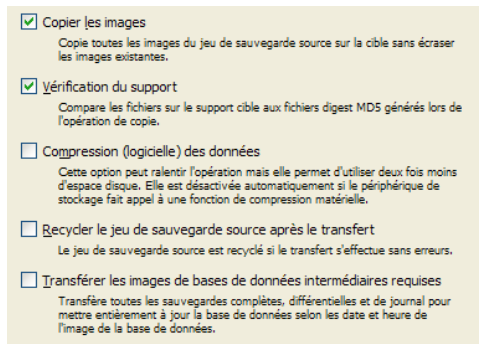 Copier les images
Copie toutes les images du jeu de sauvegarde source sur la cible sans écraser
les images existantes.
Vérification du support
Compare les fichiers sur le support cible aux fichiers digest MD5 générés lors de
l'opération de copie.
Compression (logicielle) des données
Cette option peut ralentir l'opération mais elle permet d'utiliser deux fois moins
d'espace disque. Elle est désactivée automatiquement si le périphérique de
stockage fait appel à une fonction de compression matérielle.
Recycler le jeu de sauvegarde source après le transfert
Le jeu de sauvegarde source est recyclé si le transfert s'effectue sans erreurs.
Transférer les images de bases de données intermédiaires requises
Transfère toutes les sauvegardes complètes, différentielles et de journal pour
mettre entièrement à jour la base de données selon les date et heure de
l'image de la base de données.